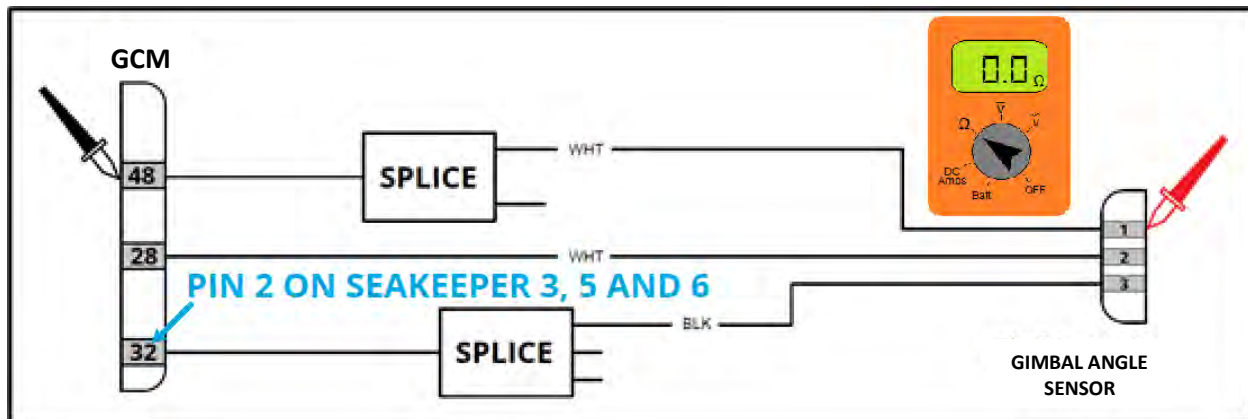 GCM
0.0 Ω
V
Ω
V
DC
Amps
Batt
OFF
48
SPLICE
WHT
1
28
WHT
2
PIN 2 ON SEAKEEPER 3, 5 AND 6
3
BLK
32
SPLICE
GIMBAL ANGLE
SENSOR